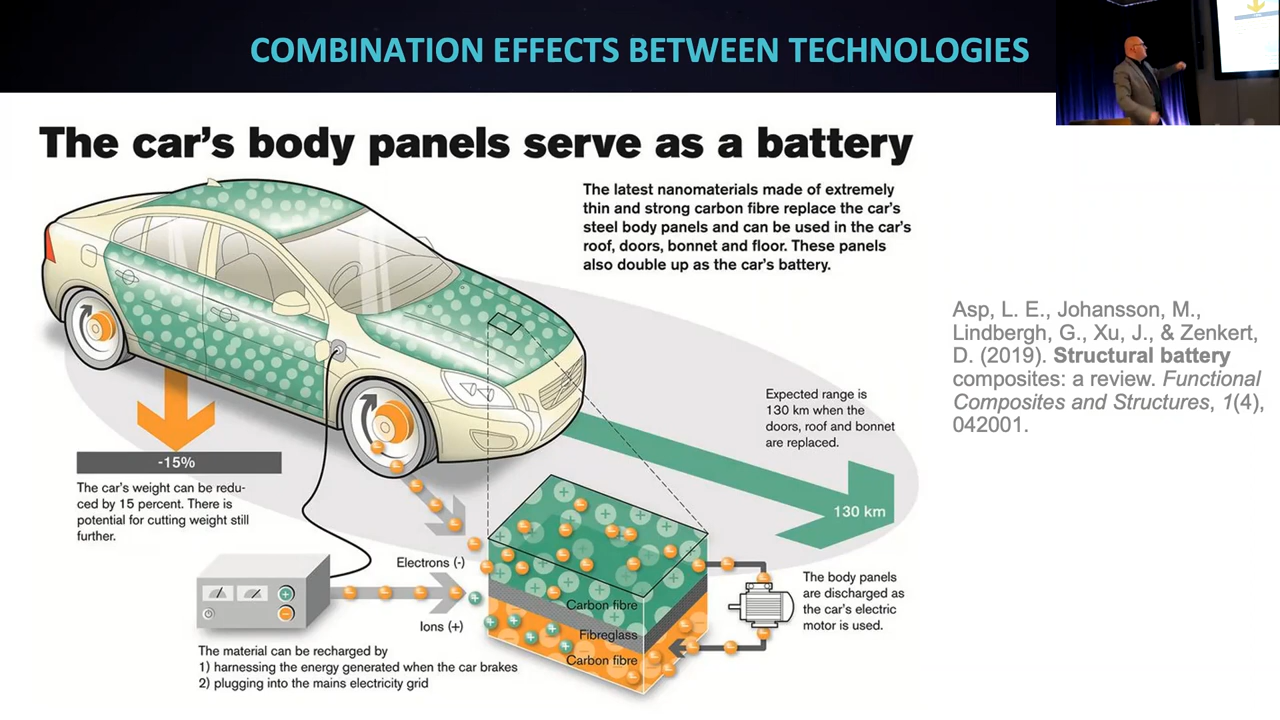 COMBINATION EFFECTS BETWEEN TECHNOLOGIES
The car's body panels serve as a battery
The latest nanomaterials made of extremely
thin and strong carbon fibre replace the car's
steel body panels and can be used in the car's
roof, doors, bonnet and floor. These panels
also double up as the car's battery.
Asp, L. E., Johansson, M.,
Lindbergh, G., Xu, J., & Zenkert,
D. (2019). Structural battery
composites: a review. Functional
Composites and Structures, 1(4),
042001.
Expected range is
130 km when the
doors, roof and bonnet
are replaced.
130 km
-15%
The car's weight can be redu-
ced by 15 percent. There is
potential for cutting weight still
further.
Electrons (-)
Ions (+)
Carbon fibre
Fibreglass
Carbon fibre
The body panels
are discharged as
the car's electric
motor is used.
The material can be recharged by
1) harnessing the energy generated when the car brakes
2) plugging into the mains electricity grid